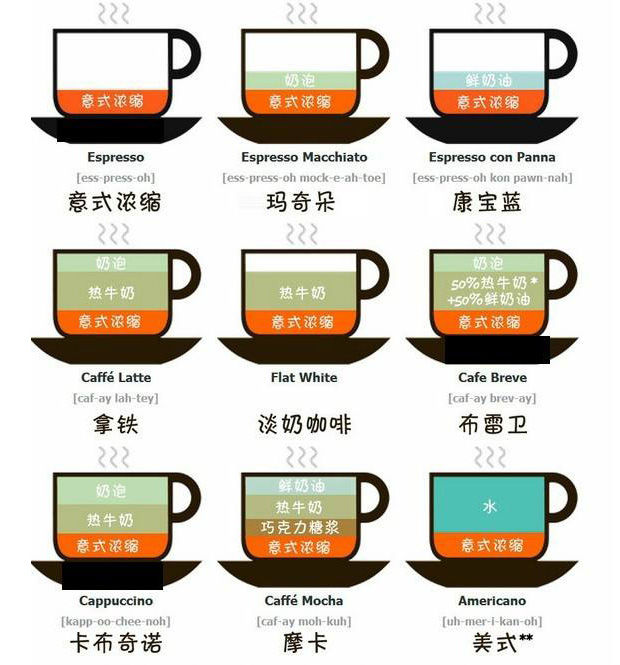 意式浓缩
Espresso
[ess-press-oh]
意式浓缩
奶泡
意式浓缩
Espresso Macchiato
[ess-press-oh mock-e-ah-toe]
玛奇朵
鲜奶油
意式浓缩
Espresso con Panna
[ess-press-oh kon pawn-nah]
康宝蓝
奶泡
热牛奶
意式浓缩
Caffé Latte
[caf-ay lah-tey]
拿铁
热牛奶
意式浓缩
Flat White
淡奶咖啡
奶泡
50%热牛奶*
+50%鲜奶油
意式浓缩
Cafe Breve
[caf-ay brev-ay]
布雷卫
奶泡
热牛奶
意式浓缩
Cappuccino
[kapp-oo-chee-noh]
卡布奇诺
鲜奶油
热牛奶
巧克力糖浆
意式浓缩
Caffé Mocha
[caf-ay moh-kuh]
摩卡
水
意式浓缩
Americano
[uh-mer-i-kan-oh]
美式**